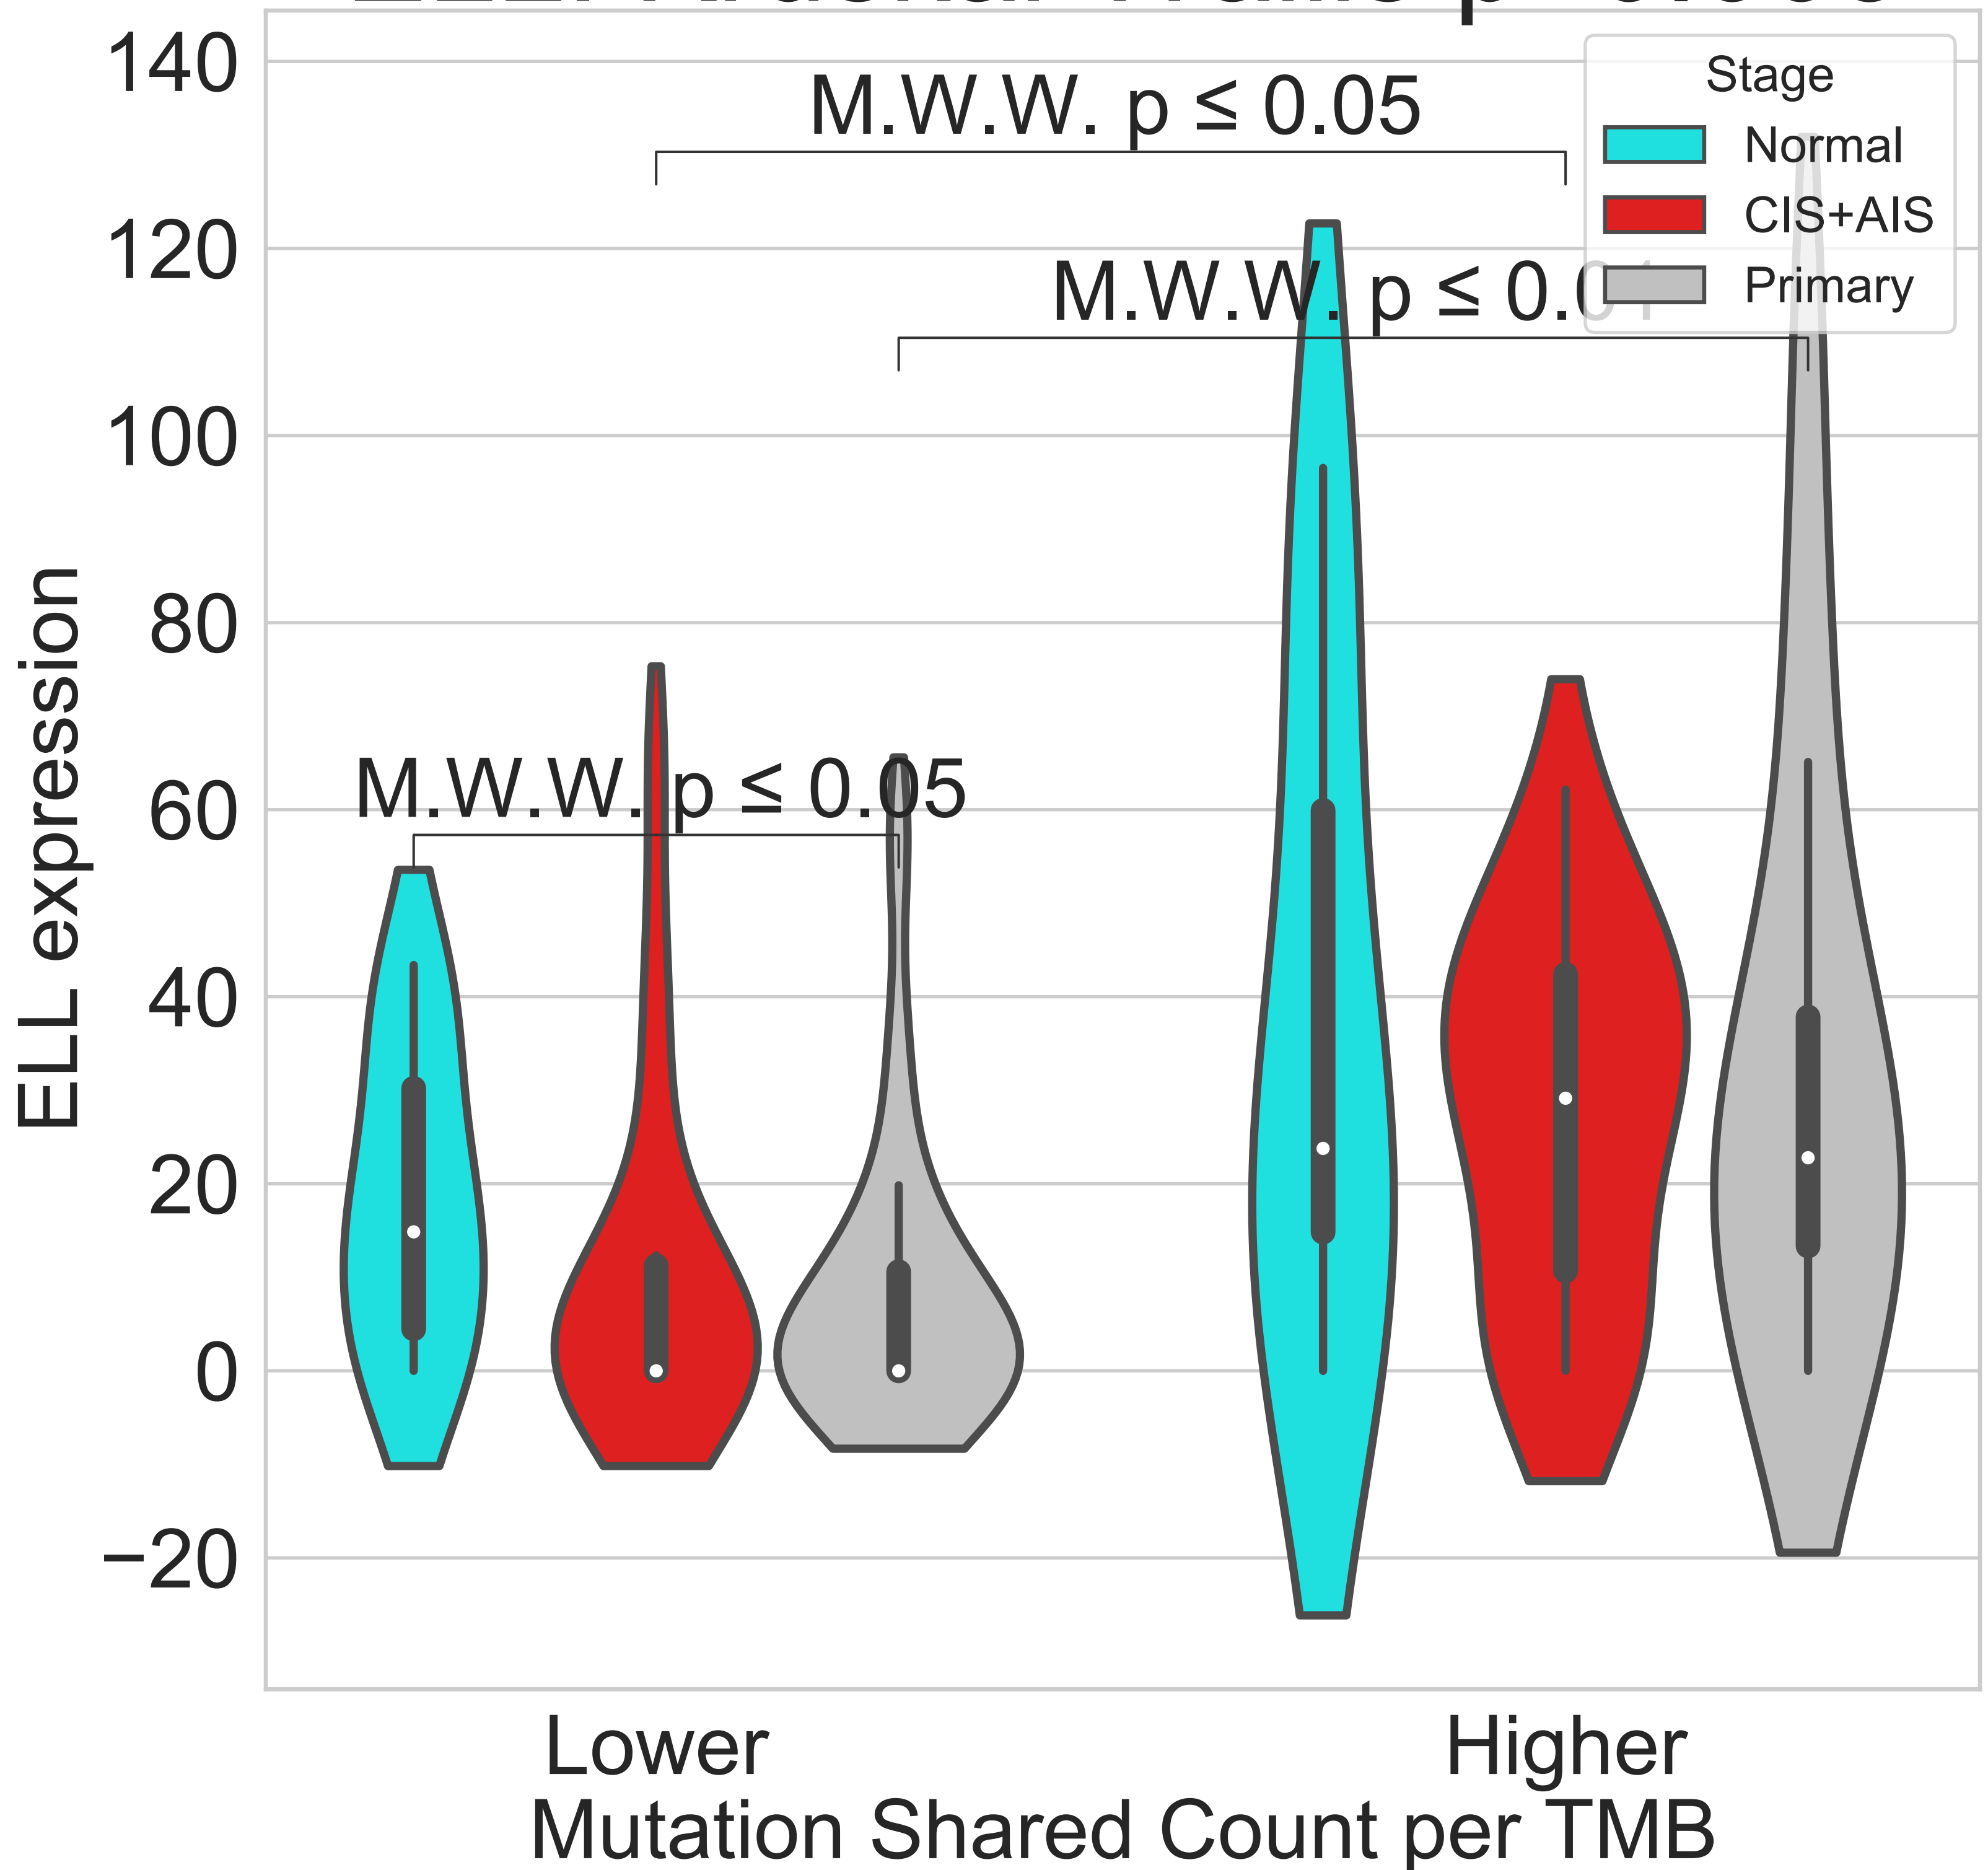 140
120
100
80
60
40
20
0
−20
ELL expression
M.W.W. p ≤ 0.05
M.W.W. p ≤ 0.01
M.W.W. p ≤ 0.05
Stage
Normal
CIS+AIS
Primary
Lower
Higher
Mutation Shared Count per TMB